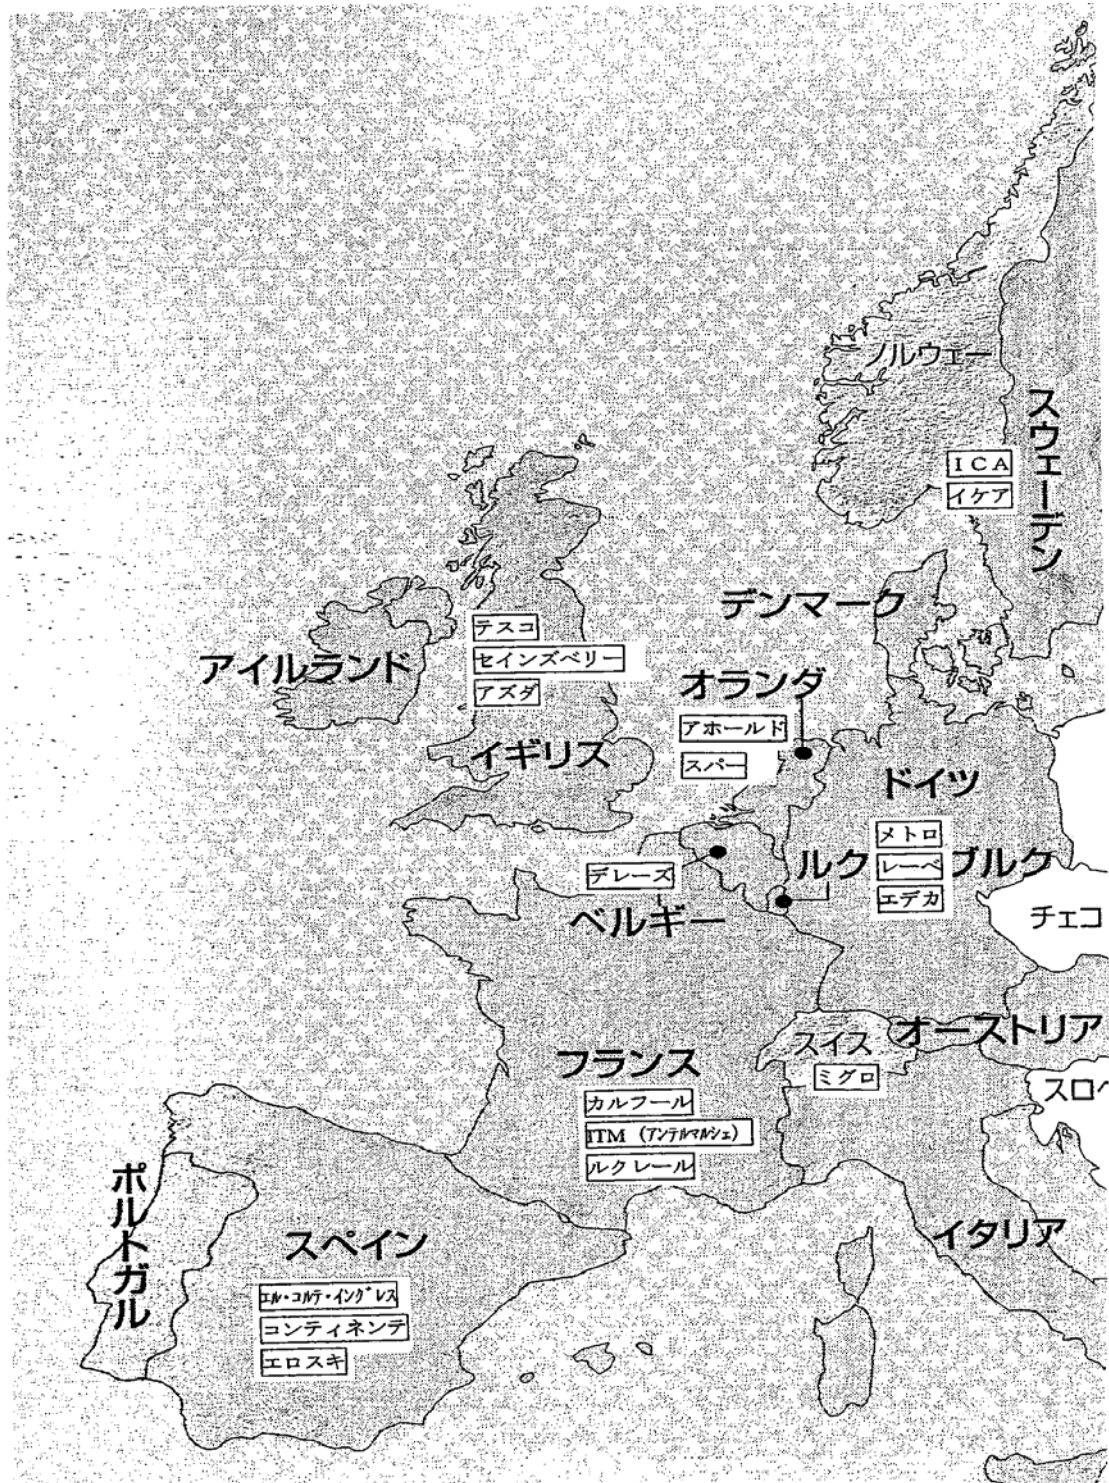 ノルウェー
スウェーデン
ICA
イケア
デンマーク
テスコ
セインズベリー
アズダ
アイルランド
イギリス
オランダ
アホールド
スパー
ドイツ
メトロ
レーベ
エデカ
ルク
ブルク
デレーズ
ベルギー
チェコ
オーストリア
スイス
ミグロ
スロベ
フランス
カルフール
ITM (アンテルマルシェ)
ルクレール
ポルトガル
スペイン
エル・コルテ・イングレス
コンティネンテ
エロスキ
イタリア